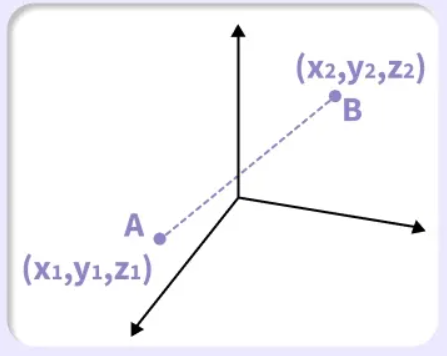 (x₂,y₂,z₂)
B
A
(x₁,y₁,z₁)